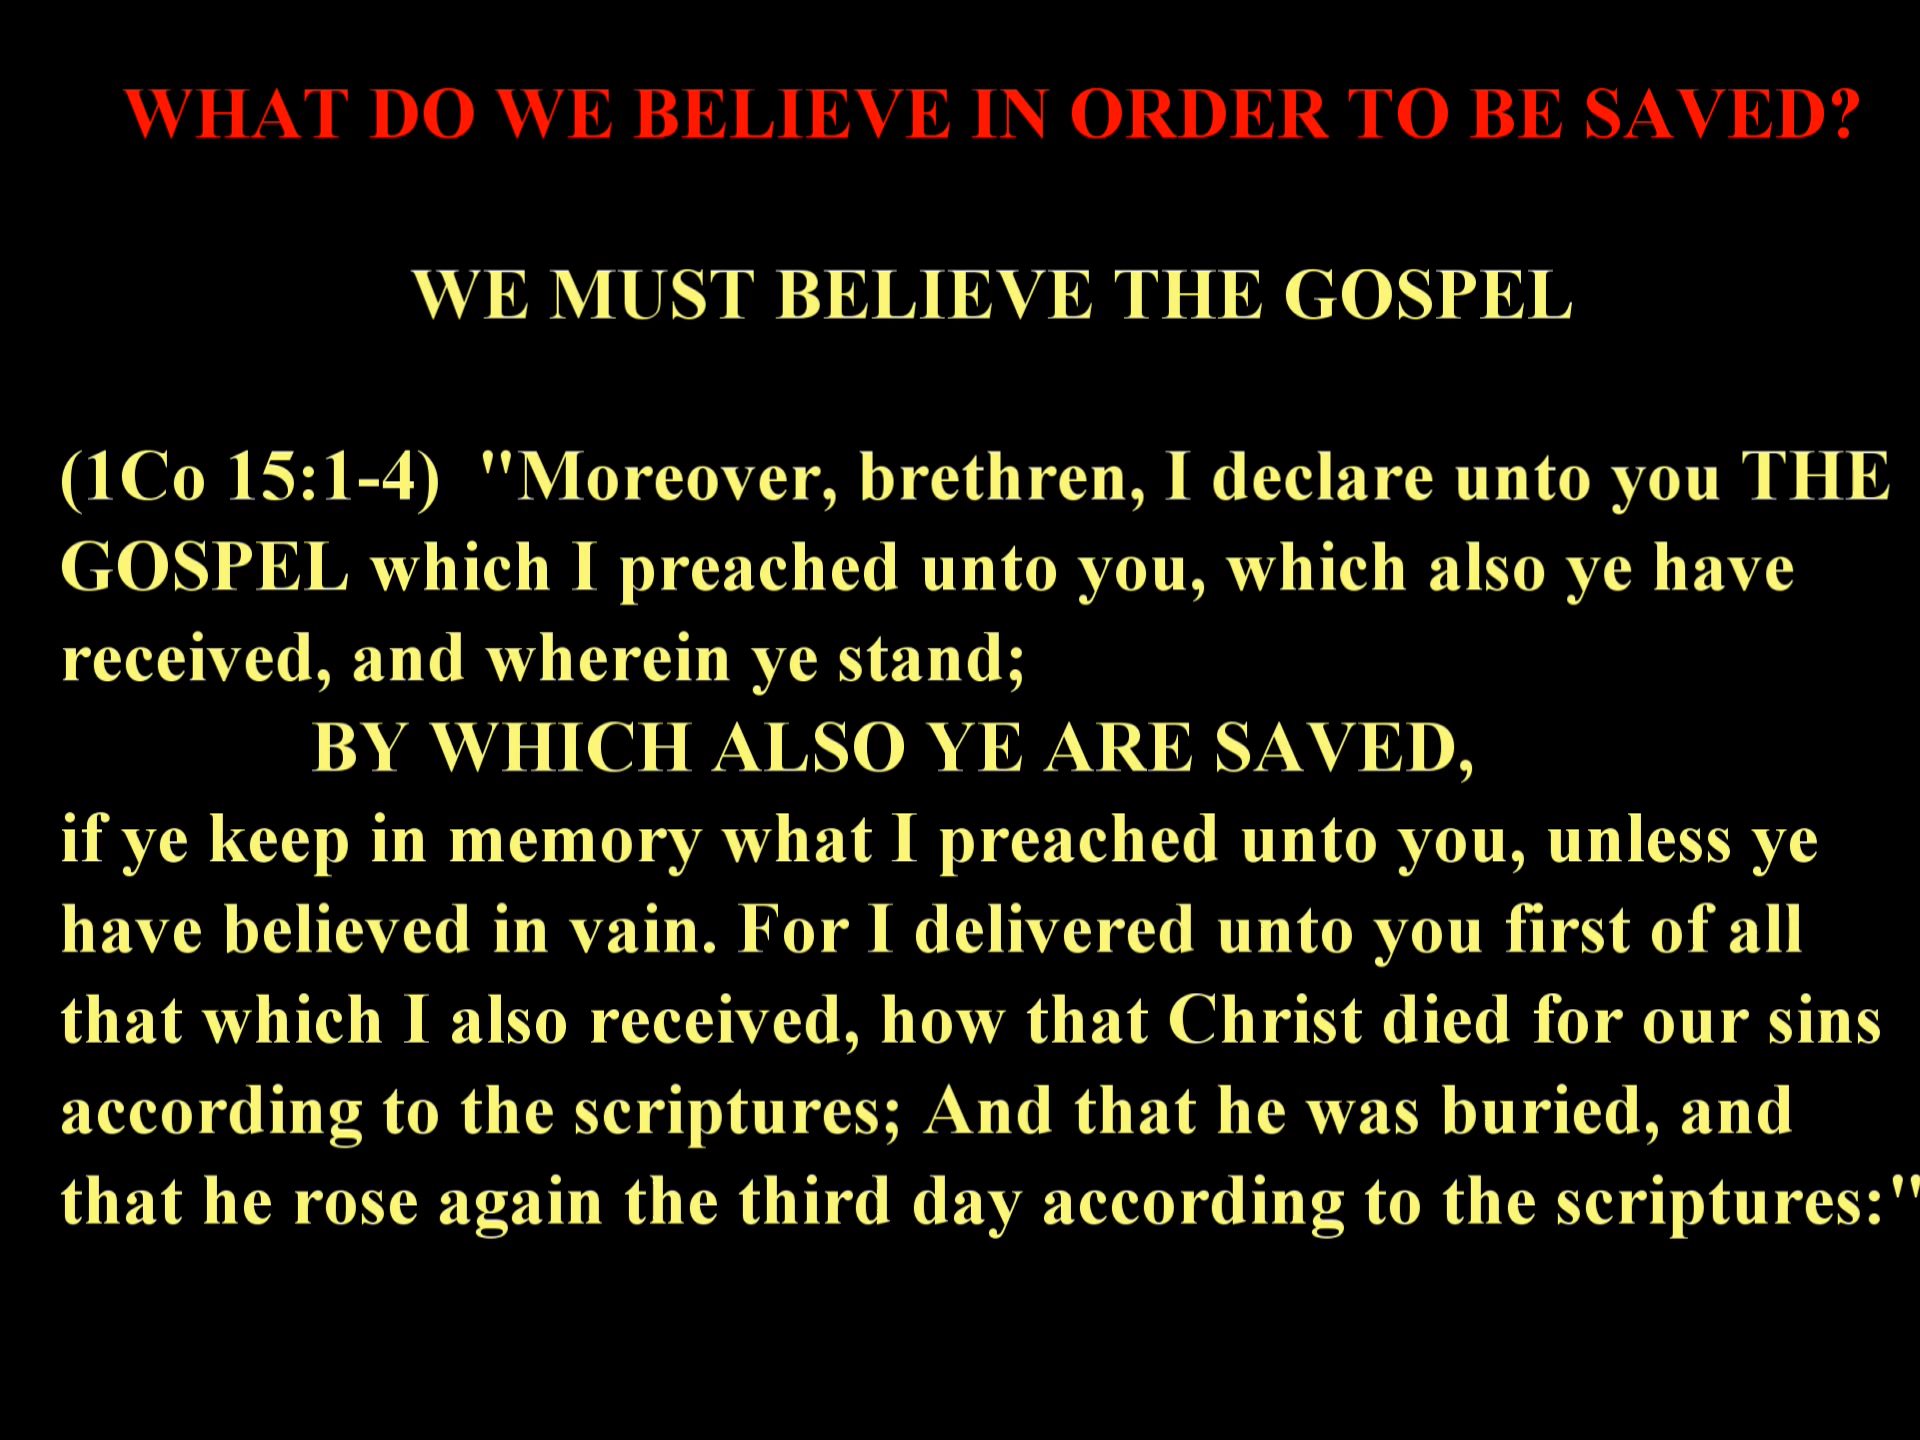 WHAT DO WE BELIEVE IN ORDER TO BE SAVED?
WE MUST BELIEVE THE GOSPEL
(1Co 15:1-4)  "Moreover, brethren, I declare unto you THE
GOSPEL which I preached unto you, which also ye have
received, and wherein ye stand;
BY WHICH ALSO YE ARE SAVED,
if ye keep in memory what I preached unto you, unless ye
have believed in vain. For I delivered unto you first of all
that which I also received, how that Christ died for our sins
according to the scriptures; And that he was buried, and
that he rose again the third day according to the scriptures:"